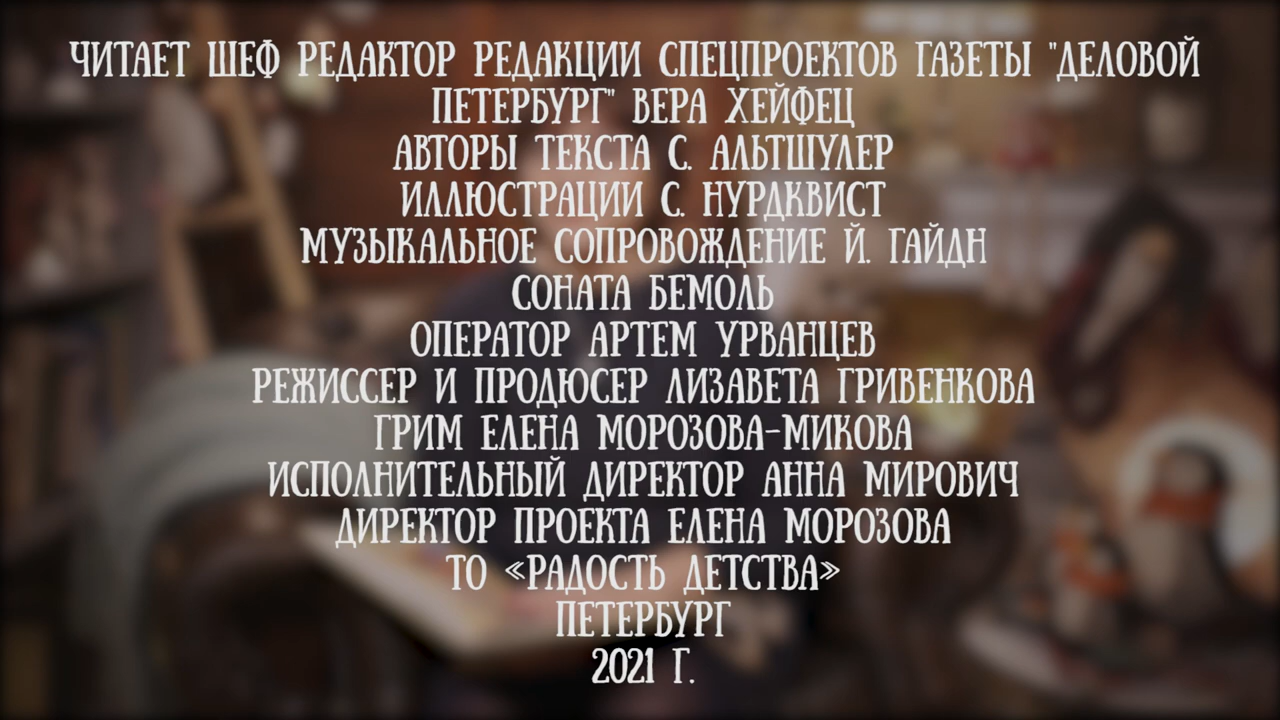 ЧИТАЕТ ШЕФ РЕДАКТОР РЕДАКЦИИ СПЕЦПРОЕКТОВ ГАЗЕТЫ "ДЕЛОВОЙ
ПЕТЕРБУРГ" ВЕРА ХЕЙФЕЦ
АВТОРЫ ТЕКСТА С. АЛЬТШУЛЕР
ИЛЛЮСТРАЦИИ С. НУРДКВИСТ
МУЗЫКАЛЬНОЕ СОПРОВОЖДЕНИЕ Й. ГАЙДН
СОНАТА БЕМОЛЬ
ОПЕРАТОР АРТЕМ УРВАНЦЕВ
РЕЖИССЕР И ПРОДЮСЕР ЛИЗАВЕТА ГРИВЕНКОВА
ГРИМ ЕЛЕНА МОРОЗОВА-МИКОВА
ИСПОЛНИТЕЛЬНЫЙ ДИРЕКТОР АННА МИРОВИЧ
ДИРЕКТОР ПРОЕКТА ЕЛЕНА МОРОЗОВА
ТО «РАДОСТЬ ДЕТСТВА»
ПЕТЕРБУРГ
2021 Г.